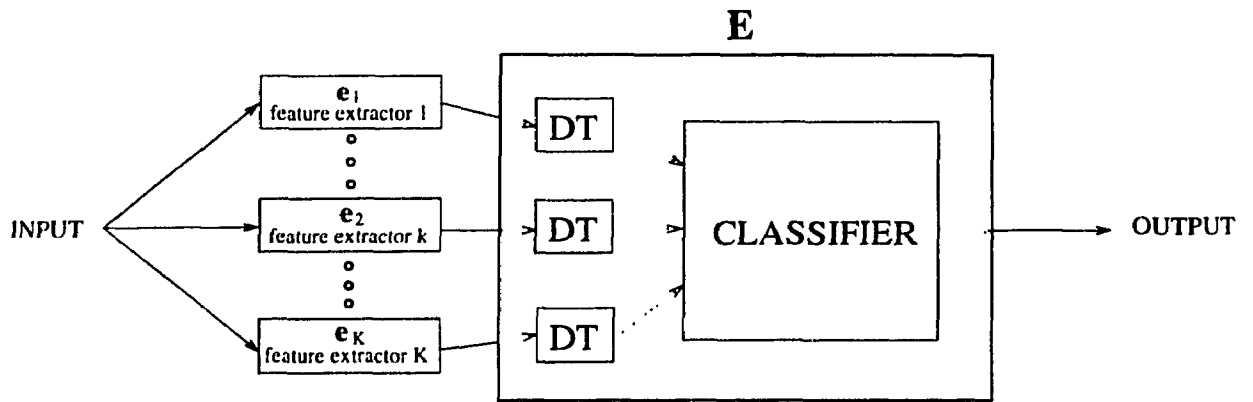 E
e1
feature extractor 1
DT
INPUT
e2
feature extractor k
DT
CLASSIFIER
OUTPUT
eK
feature extractor K
DT